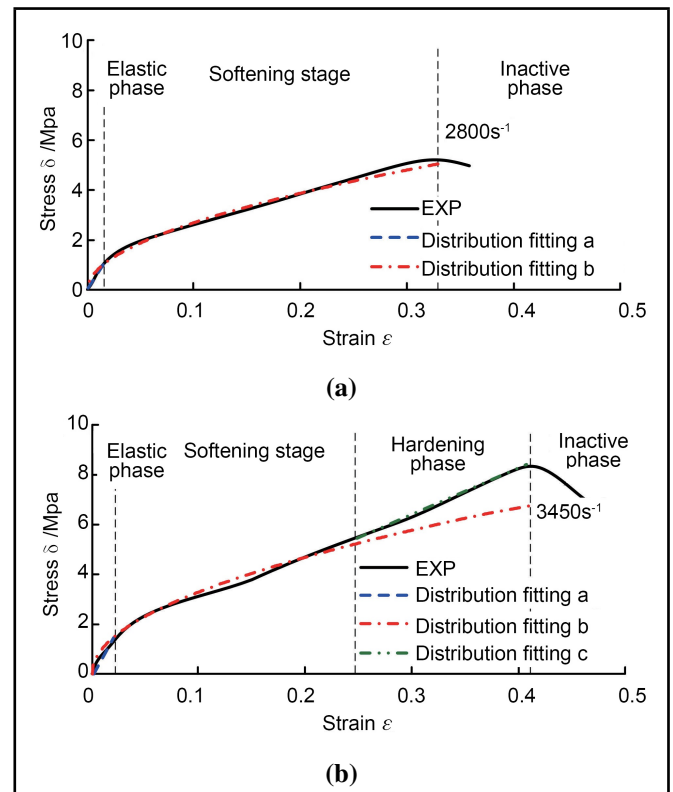 10
8
6
4
2
0
Stress δ /Mpa
Elastic
phase
Softening stage
Inactive
phase
2800s⁻¹
EXP
Distribution fitting a
Distribution fitting b
0 0.1 0.2 0.3 0.4 0.5
Strain ε
(a)
10
8
6
4
2
0
Stress δ /Mpa
Elastic
phase
Softening stage
Hardening
phase
Inactive
phase
3450s⁻¹
EXP
Distribution fitting a
Distribution fitting b
Distribution fitting c
0 0.1 0.2 0.3 0.4 0.5
Strain ε
(b)